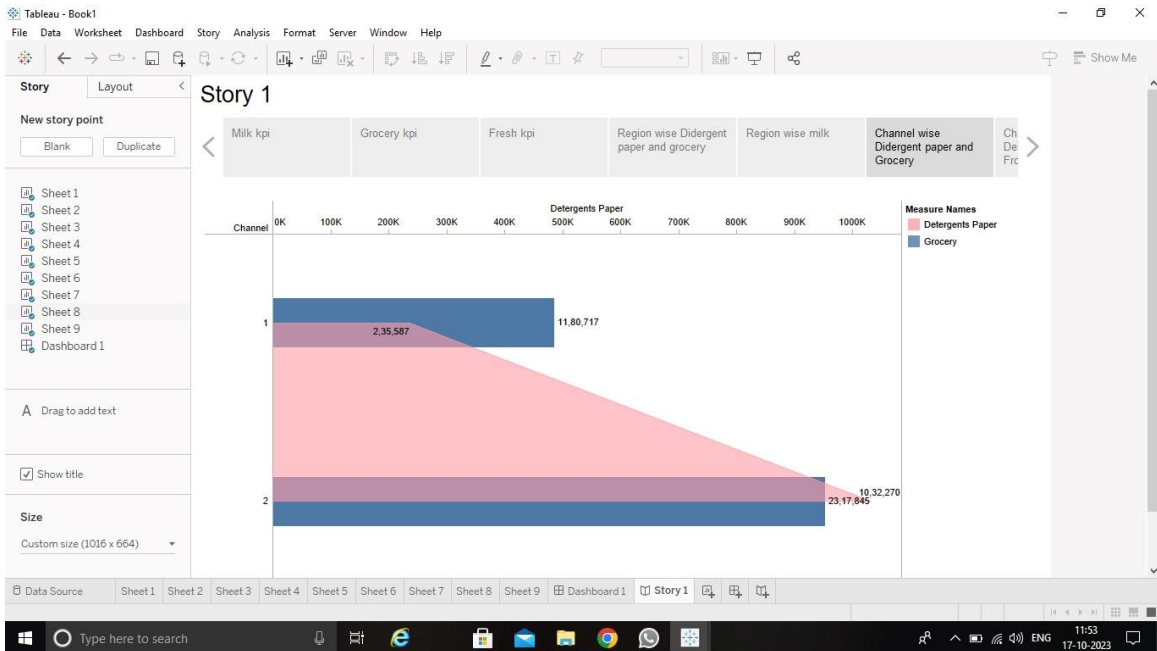 Tableau - Book1
File Data Worksheet Dashboard Story Analysis Format Server Window Help
Show Me
Story Layout
New story point
Blank Duplicate
Sheet 1
Sheet 2
Sheet 3
Sheet 4
Sheet 5
Sheet 6
Sheet 7
Sheet 8
Sheet 9
Dashboard 1
A Drag to add text
Show title
Size
Custom size (1016 x 664)
Story 1
Milk kpi
Grocery kpi
Fresh kpi
Region wise Didergent
paper and grocery
Region wise milk
Channel wise
Didergent paper and
Grocery
Ch
De
Fro
Detergents Paper
Channel 0K 100K 200K 300K 400K 500K 600K 700K 800K 900K 1000K
1
2,35,587
11,80,717
2
10,32,270
23,17,845
Measure Names
Detergents Paper
Grocery
Data Source Sheet 1 Sheet 2 Sheet 3 Sheet 4 Sheet 5 Sheet 6 Sheet 7 Sheet 8 Sheet 9 Dashboard 1 Story 1
Type here to search
ENG
11:53
17-10-2023